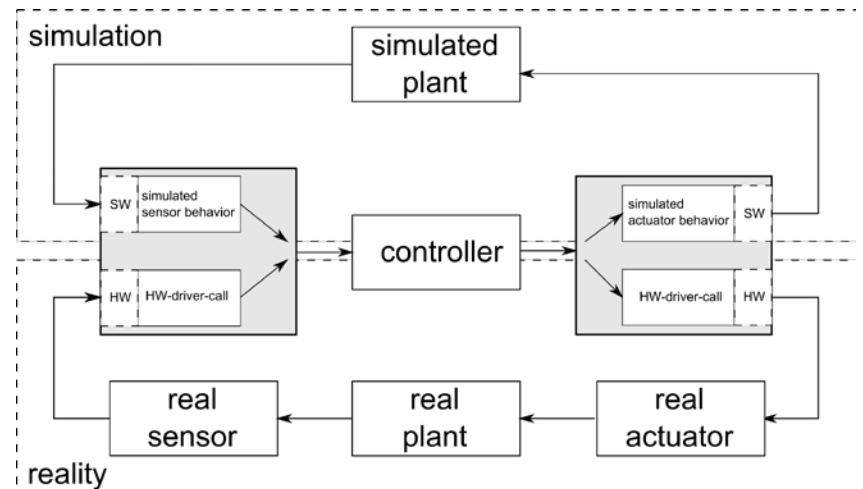 simulation
simulated
plant
SW
simulated
sensor behavior
HW
HW-driver-call
controller
simulated
actuator behavior
SW
HW-driver-call
HW
real
sensor
real
plant
real
actuator
reality